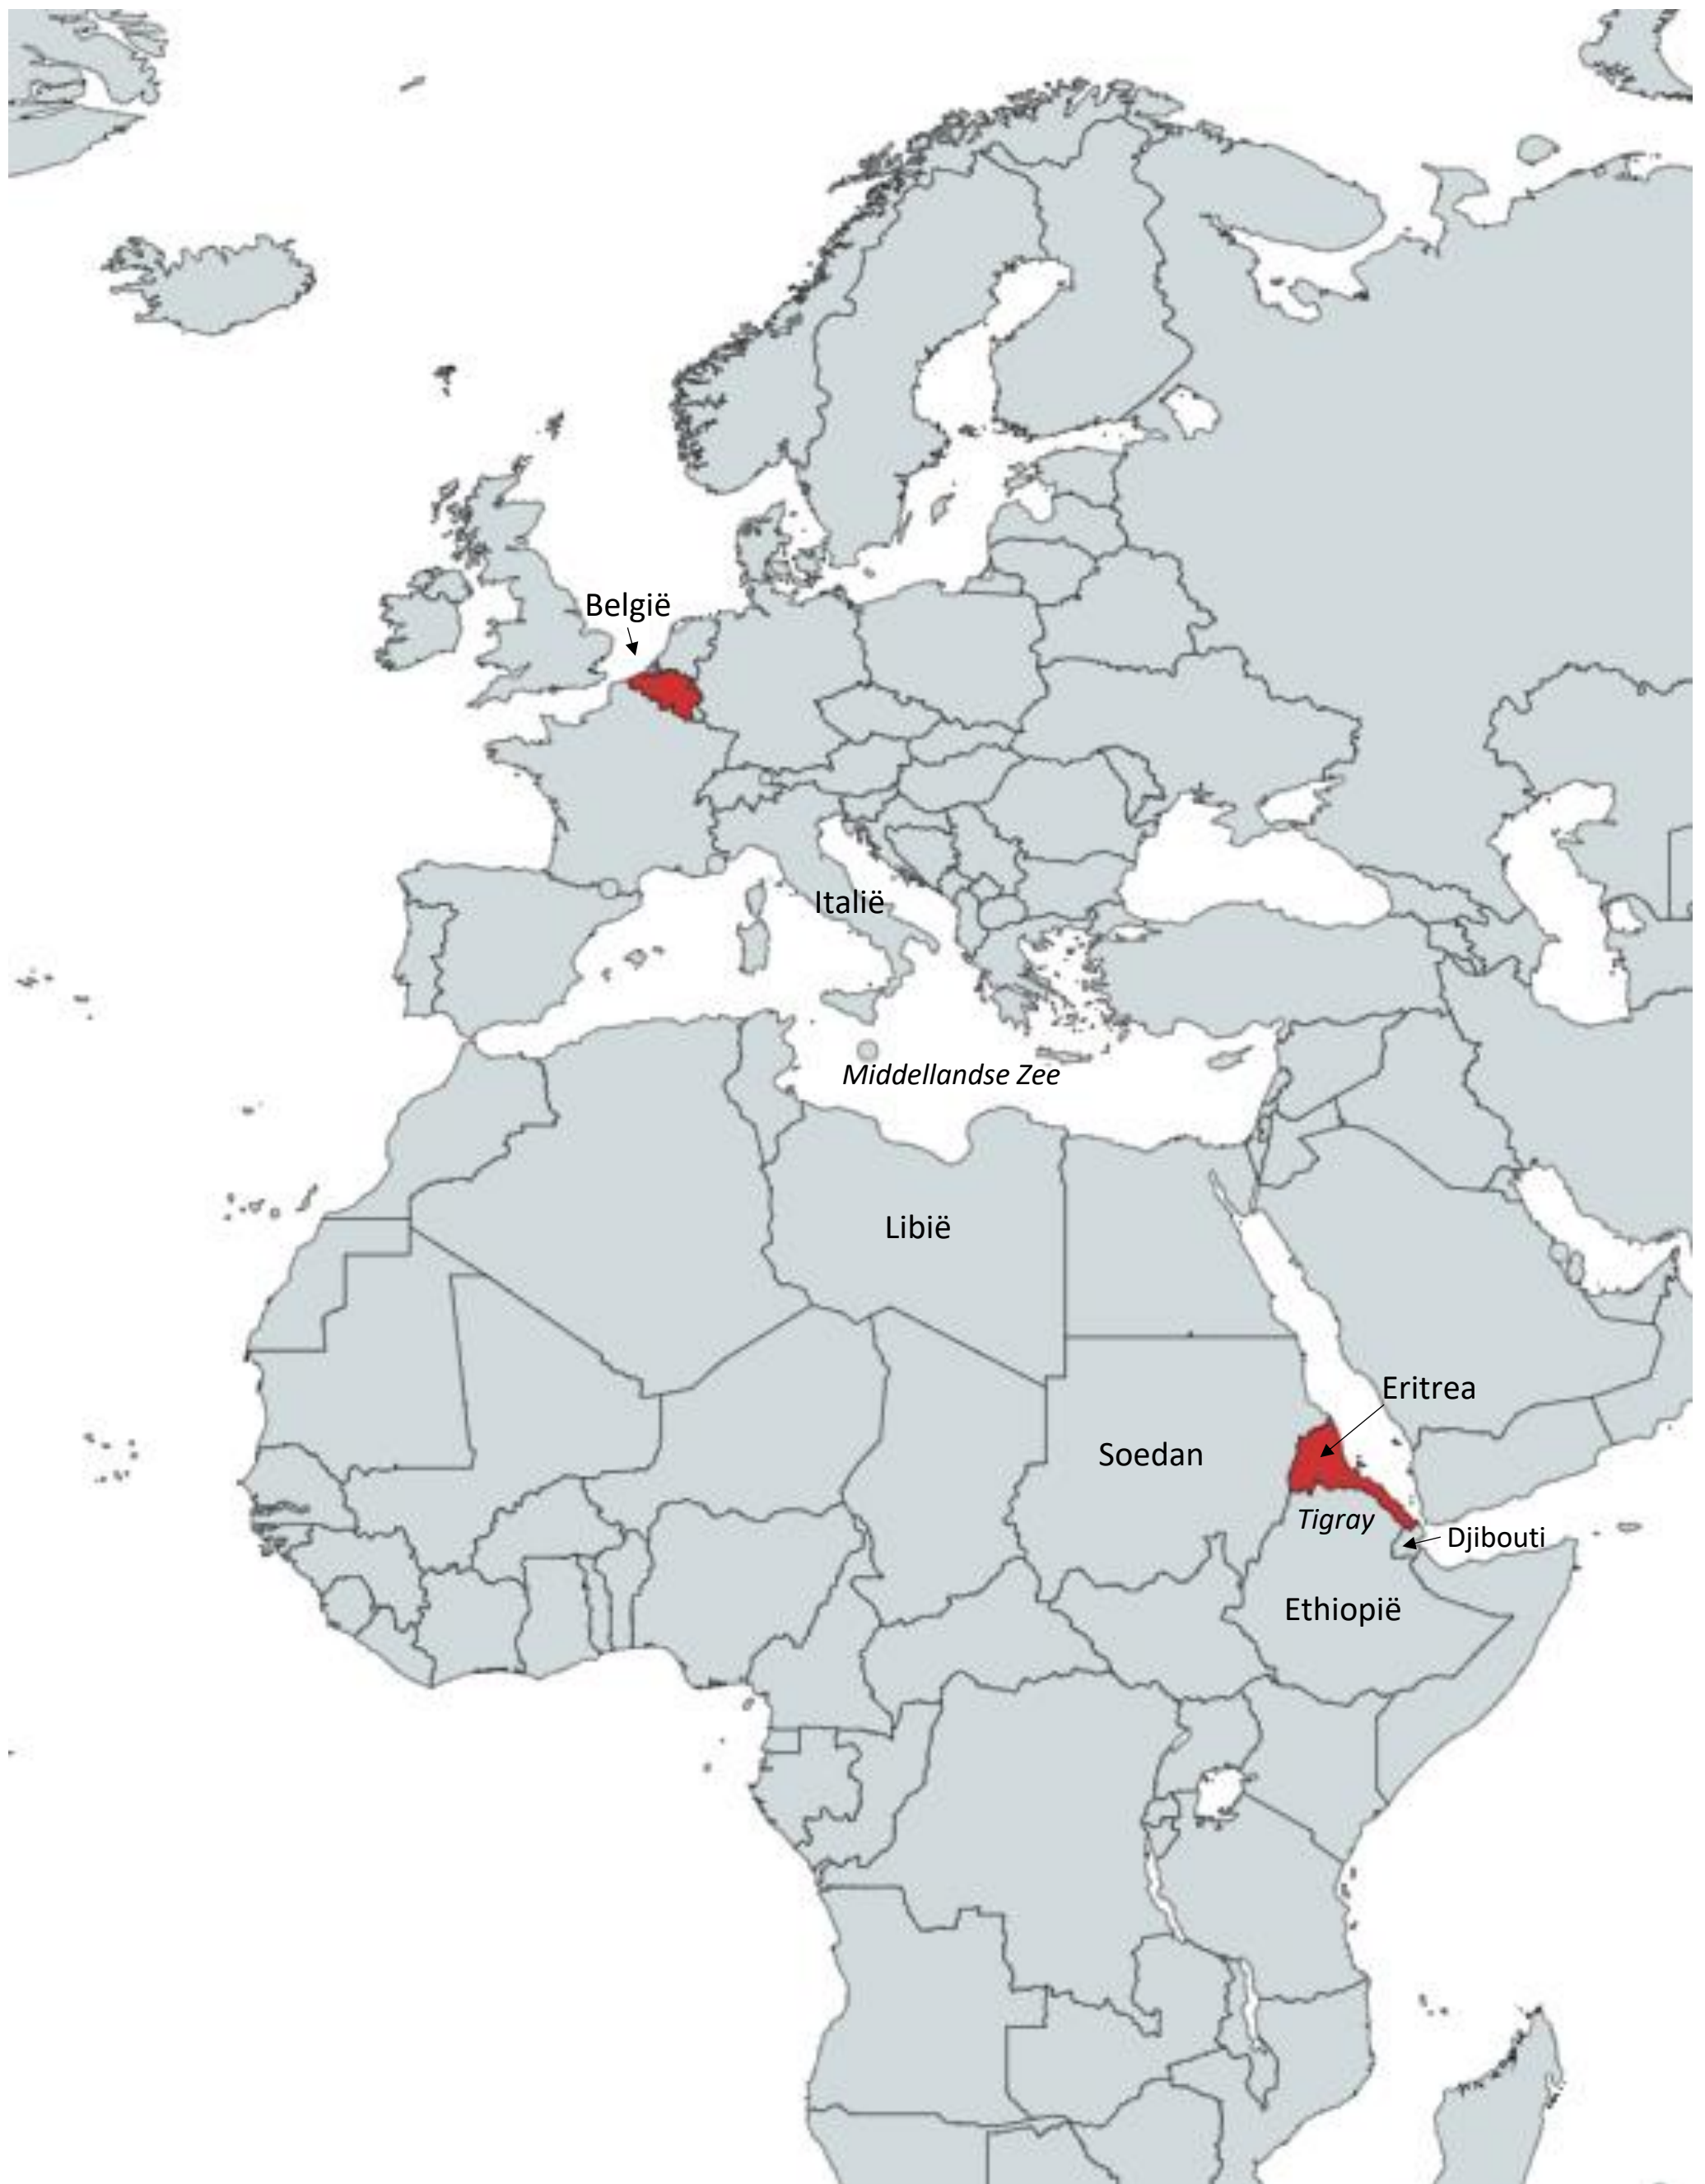 België
Italië
Middellandse Zee
Libië
Eritrea
Soedan
Tigray
Djibouti
Ethiopië